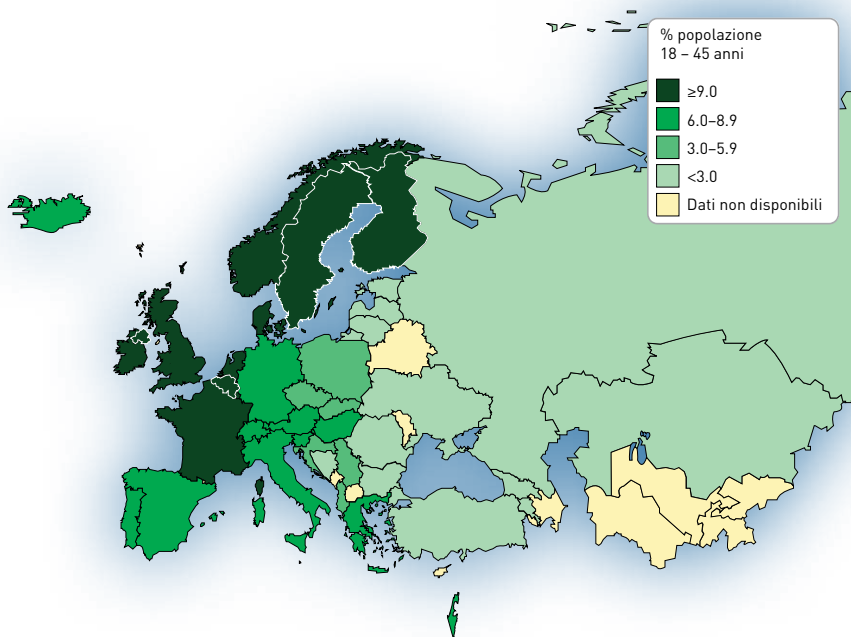 % popolazione
18 – 45 anni
≥9.0
6.0–8.9
3.0–5.9
<3.0
Dati non disponibili